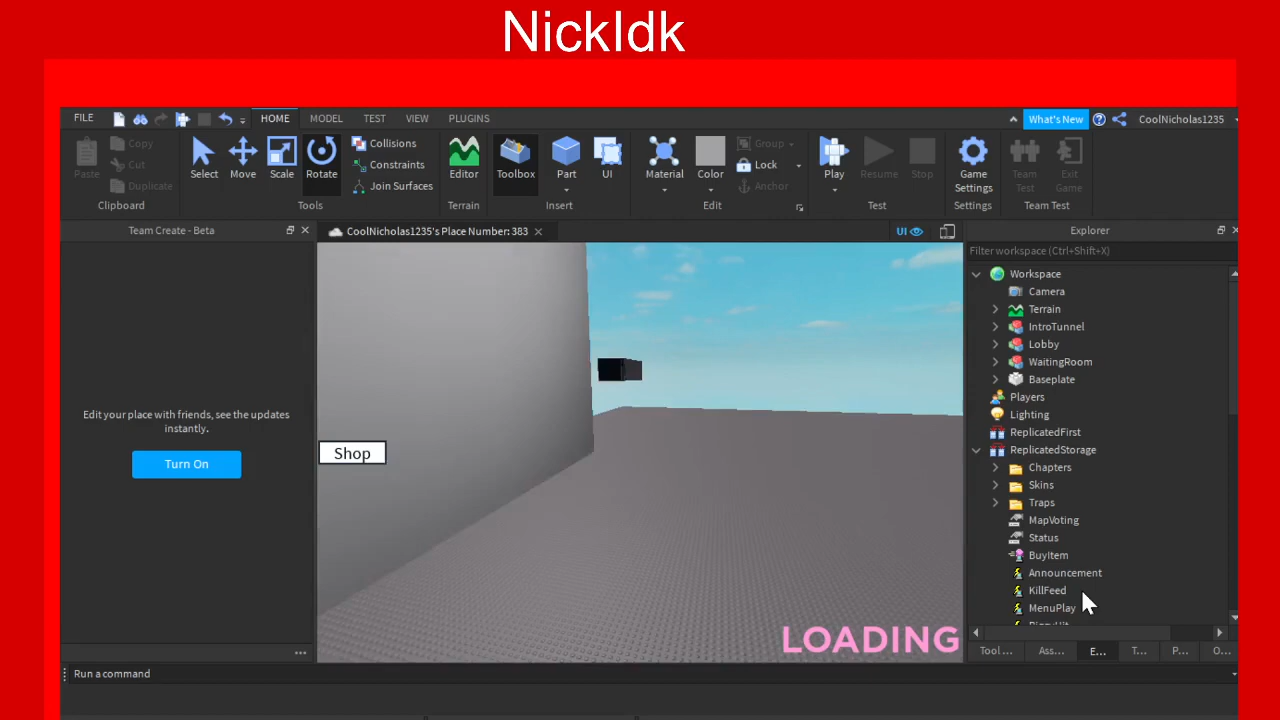 NickIdk
FILE HOME MODEL TEST VIEW PLUGINS What's New CoolNicholas1235
Paste Copy Cut Duplicate Select Move Scale Rotate Collisions Constraints Join Surfaces Editor Toolbox Part UI Material Color Group Lock Anchor Play Resume Stop Game Settings Team Test Exit Game
Clipboard Tools Terrain Insert Edit Test Settings Team Test
Team Create - Beta
CoolNicholas1235's Place Number: 383
UI
Explorer
Filter workspace (Ctrl+Shift+X)
Edit your place with friends, see the updates
instantly.
Turn On
Shop
LOADING
Workspace
Camera
Terrain
IntroTunnel
Lobby
WaitingRoom
Baseplate
Players
Lighting
ReplicatedFirst
ReplicatedStorage
Chapters
Skins
Traps
MapVoting
Status
BuyItem
Announcement
KillFeed
MenuPlay
Tool ... Ass... E... T... P... O...
Run a command